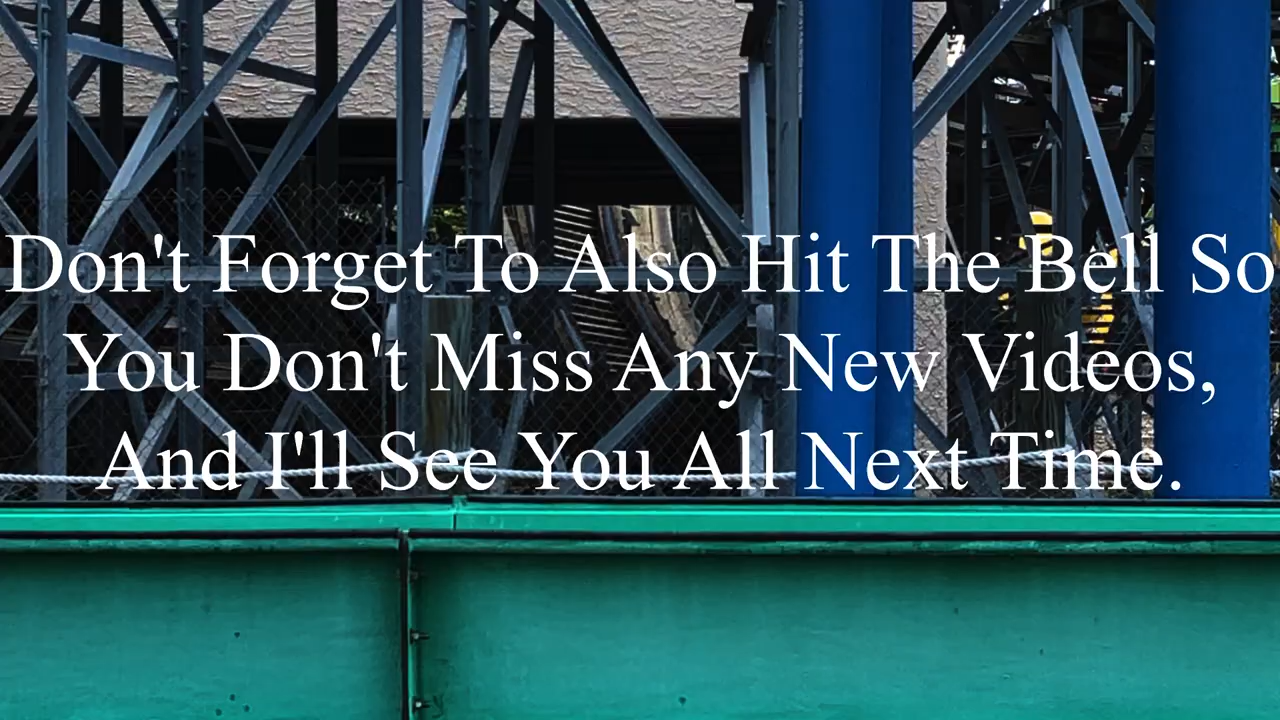 Don't Forget To Also Hit The Bell So
You Don't Miss Any New Videos,
And I'll See You All Next Time.